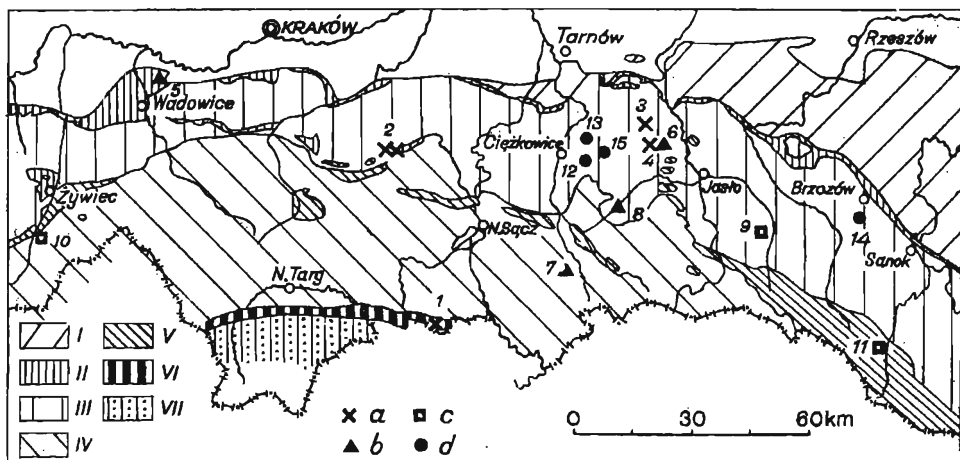 KRAKÓW
Tarnów
Rzeszów
5
Wadowice
2
3
13
6
Ciężkowice
15
12
4
Jasło
Brzozów
Żywiec
8
9
14
10
N.Sącz
Sanok
7
N.Targ
1
11
I V
II VI
III VII
IV
a c
b d
0 30 60km